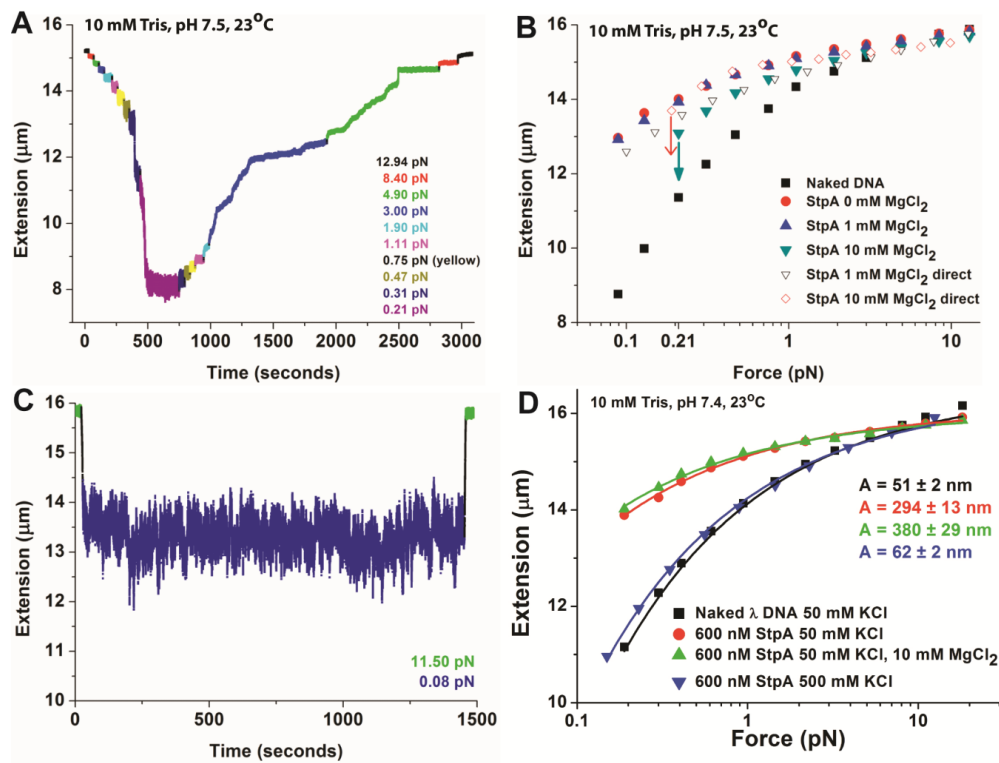 A
10 mM Tris, pH 7.5, 23°C
Extension (μm)
16
14
12
10
8
12.94 pN
8.40 pN
4.90 pN
3.00 pN
1.90 pN
1.11 pN
0.75 pN (yellow)
0.47 pN
0.31 pN
0.21 pN
0 500 1000 1500 2000 2500 3000
Time (seconds)
B
10 mM Tris, pH 7.5, 23°C
Extension (μm)
16
14
12
10
8
Naked DNA
StpA 0 mM MgCl₂
StpA 1 mM MgCl₂
StpA 10 mM MgCl₂
StpA 1 mM MgCl₂ direct
StpA 10 mM MgCl₂ direct
0.1 0.21 1 10
Force (pN)
C
Extension (μm)
16
15
14
13
12
11
10
11.50 pN
0.08 pN
0 500 1000 1500
Time (seconds)
D
10 mM Tris, pH 7.4, 23°C
Extension (μm)
16
14
12
10
A = 51 ± 2 nm
A = 294 ± 13 nm
A = 380 ± 29 nm
A = 62 ± 2 nm
Naked λ DNA 50 mM KCl
600 nM StpA 50 mM KCl
600 nM StpA 50 mM KCl, 10 mM MgCl₂
600 nM StpA 500 mM KCl
0.1 1 10
Force (pN)